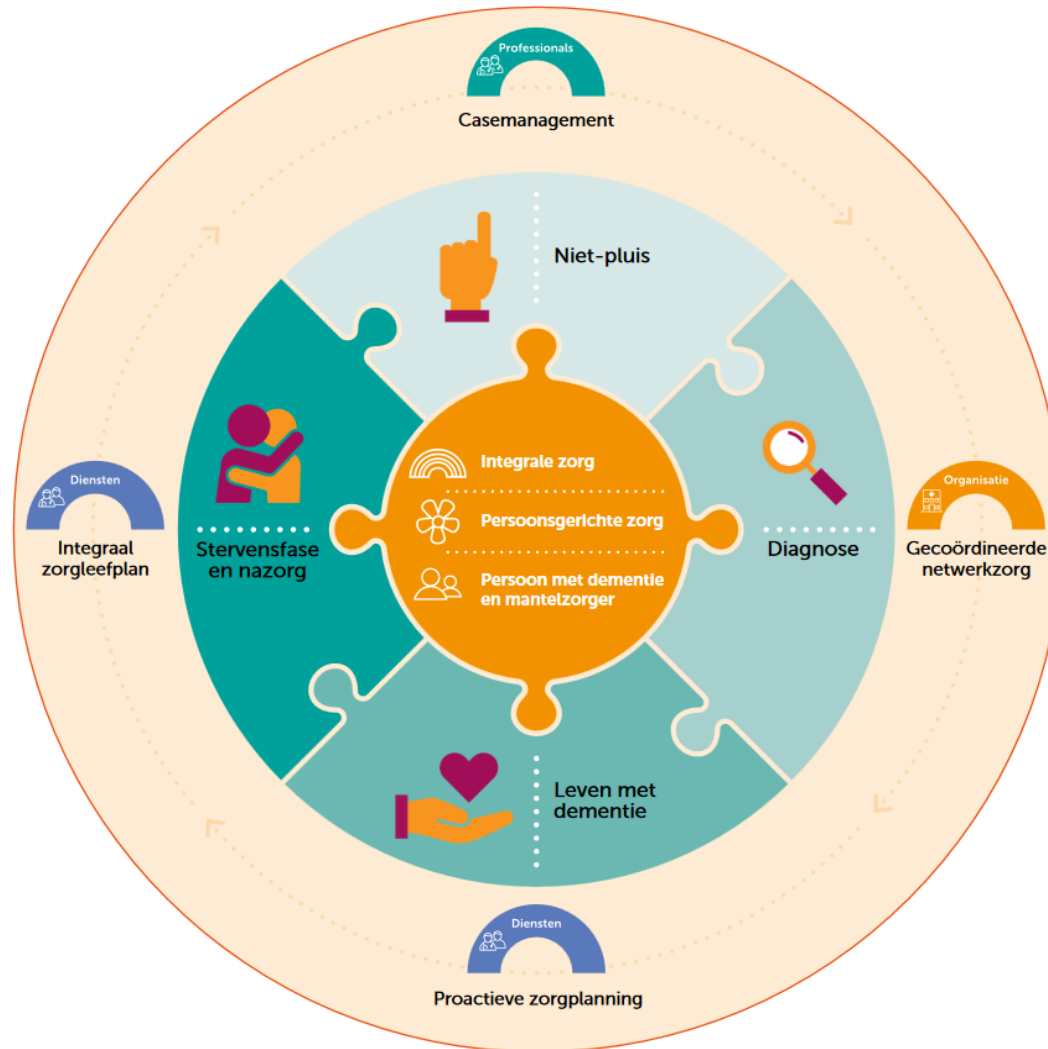 Professionals
Casemanagement
Niet-pluis
Integrale zorg
Persoonsgerichte zorg
Persoon met dementie
en mantelzorger
Diagnose
Organisatie
Gecoördineerde
netwerkzorg
Diensten
Integraal
zorgleefplan
Stervensfase
en nazorg
Leven met
dementie
Diensten
Proactieve zorgplanning